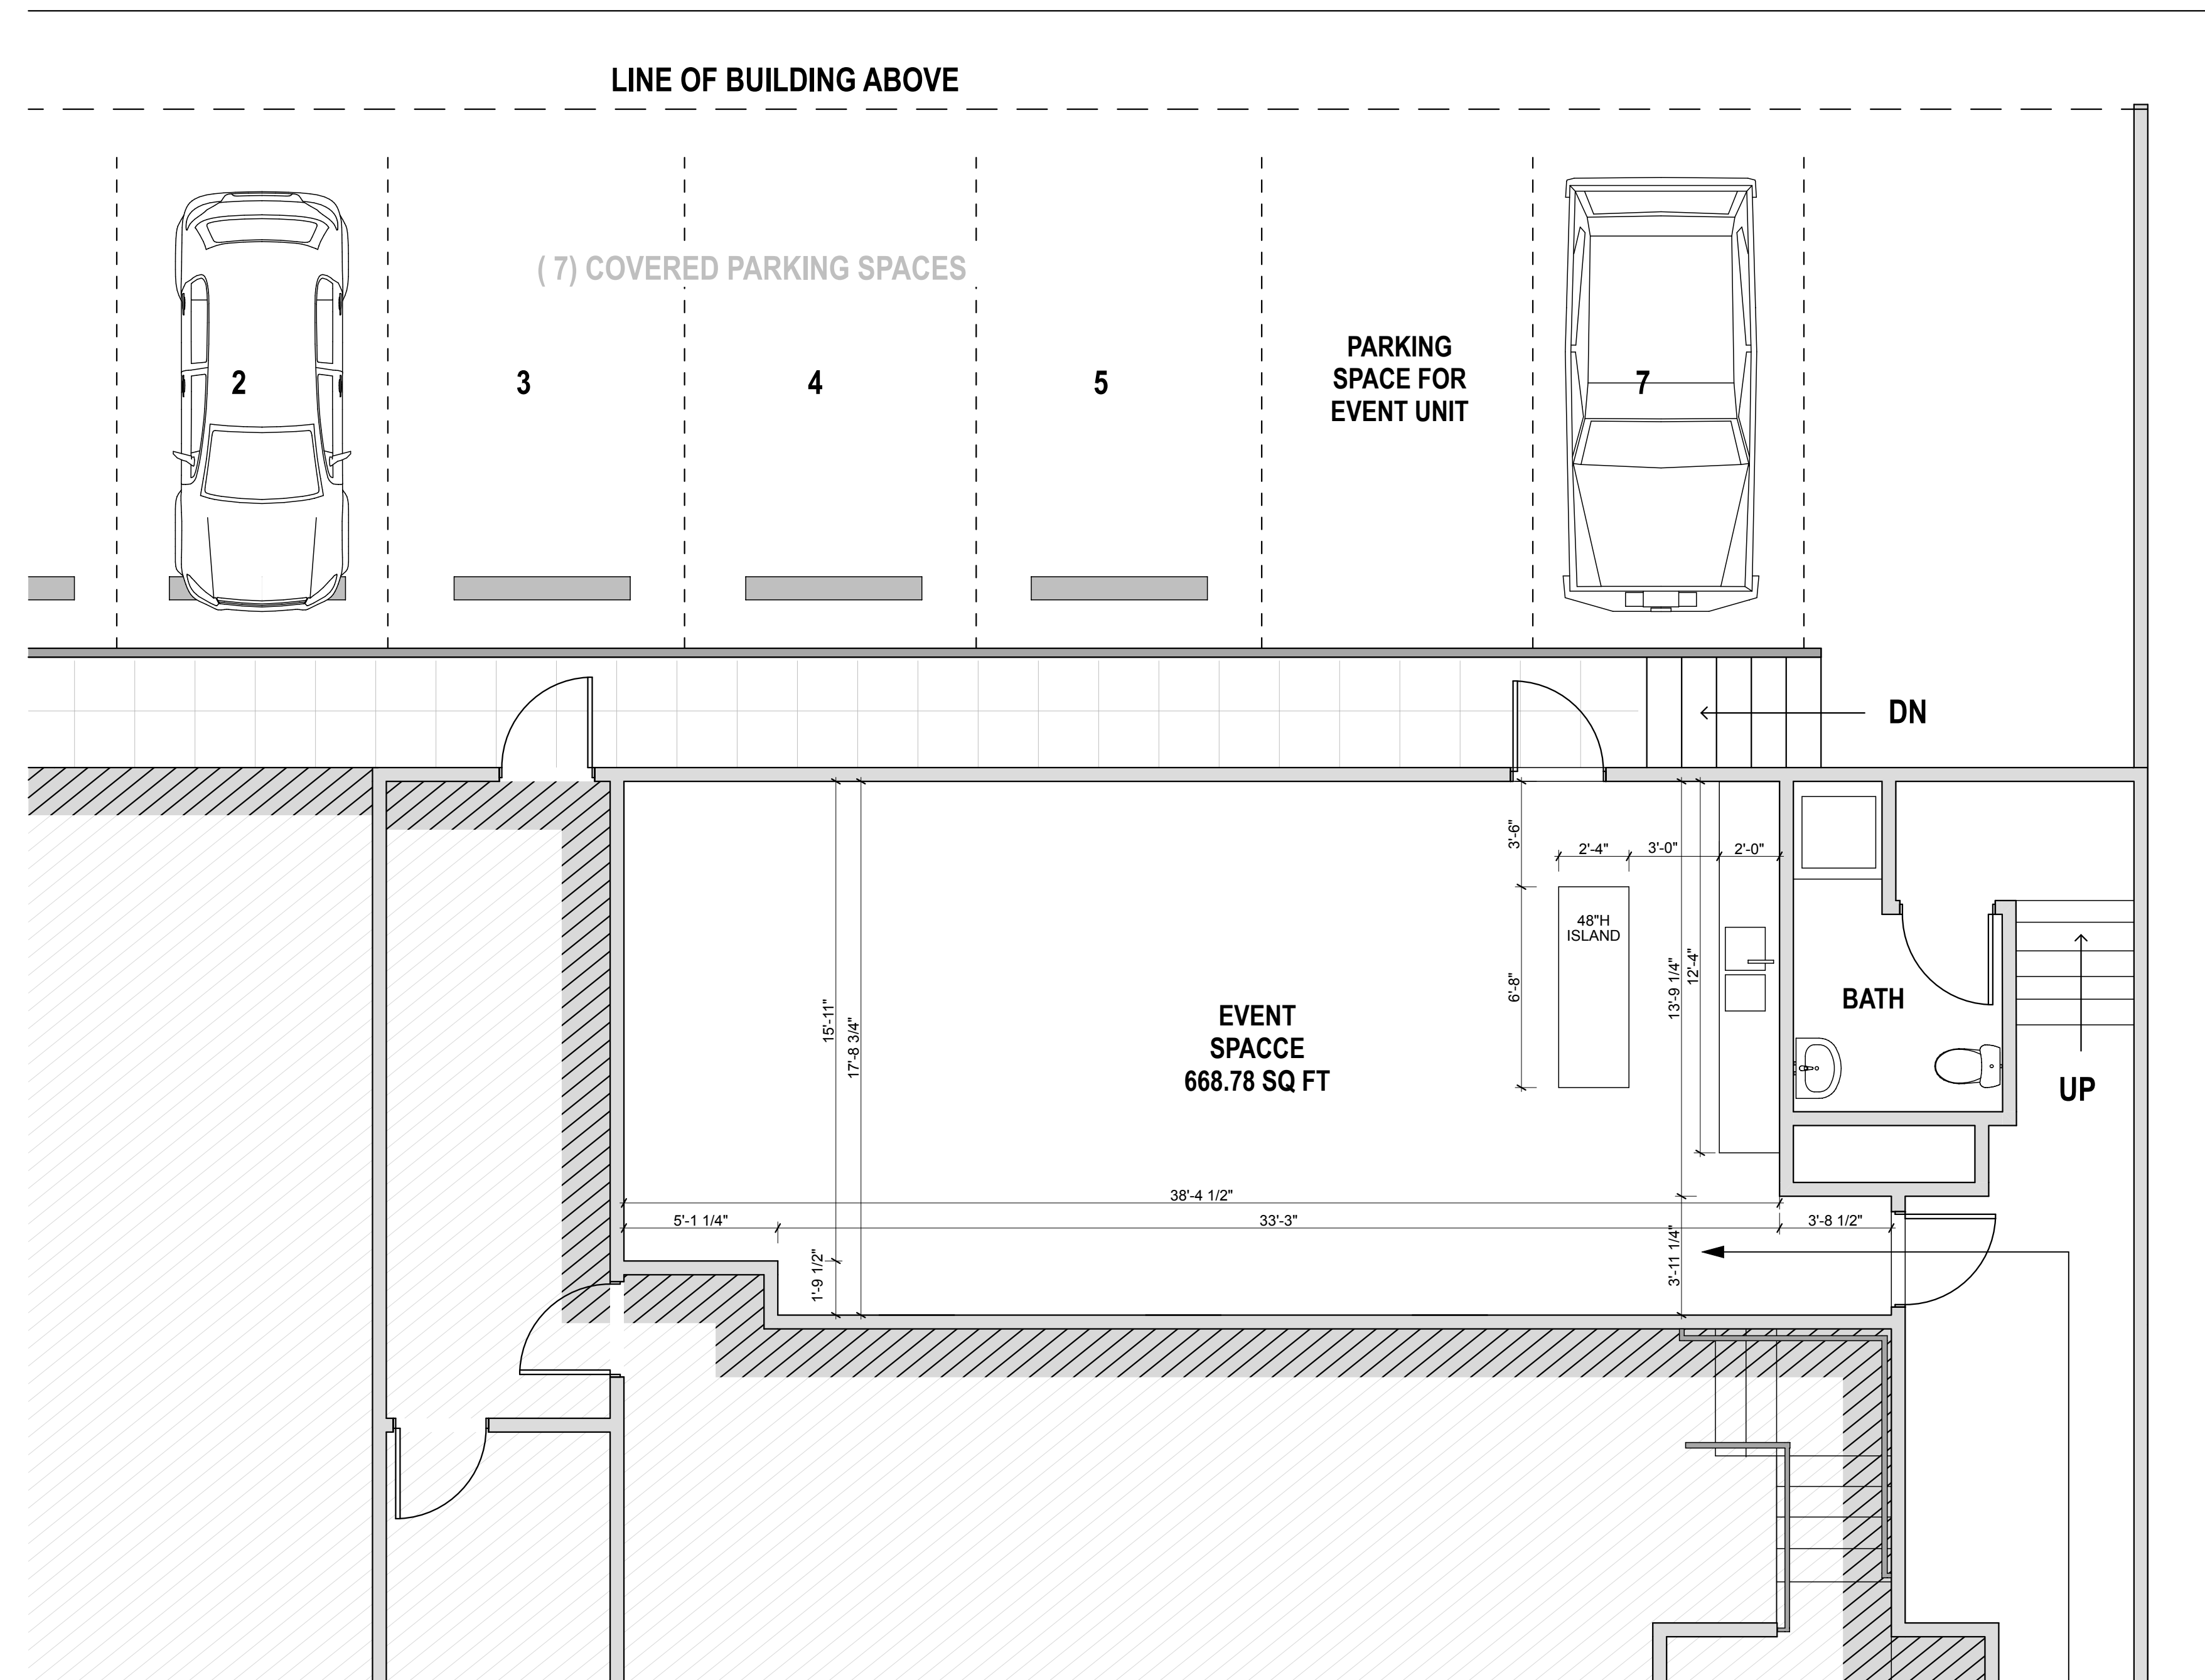 LINE OF BUILDING ABOVE
( 7) COVERED PARKING SPACES
2
3
4
5
PARKING
SPACE FOR
EVENT UNIT
7
DN
3'-6"
2'-4"
3'-0"
2'-0"
48"H
ISLAND
6'-8"
13'-9 1/4"
12'-4"
15'-11"
17'-8 3/4"
EVENT
SPACCE
668.78 SQ FT
BATH
UP
38'-4 1/2"
5'-1 1/4"
33'-3"
3'-8 1/2"
1'-9 1/2"
3'-11 1/4"